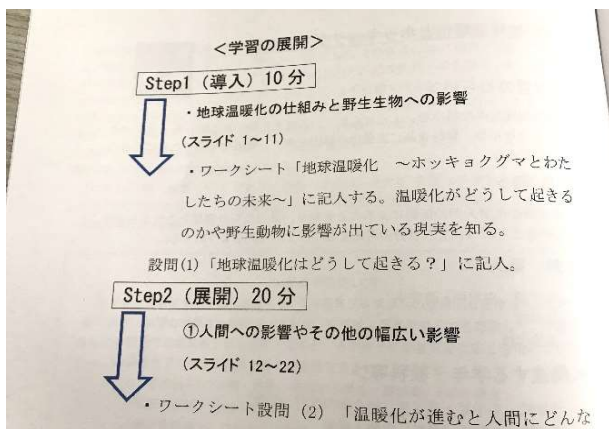 <学習の展開>
Step1（導入）10分
・地球温暖化の仕組みと野生生物への影響
（スライド 1～11）
・ワークシート「地球温暖化　～ホッキョクグマとわた
したちの未来～」に記入する。温暖化がどうして起きる
のかや野生動物に影響が出ている現実を知る。
設問(1)「地球温暖化はどうして起きる？」に記入。
Step2（展開）20分
①人間への影響やその他の幅広い影響
（スライド 12～22）
・ワークシート設問（2）「温暖化が進むと人間にどんな